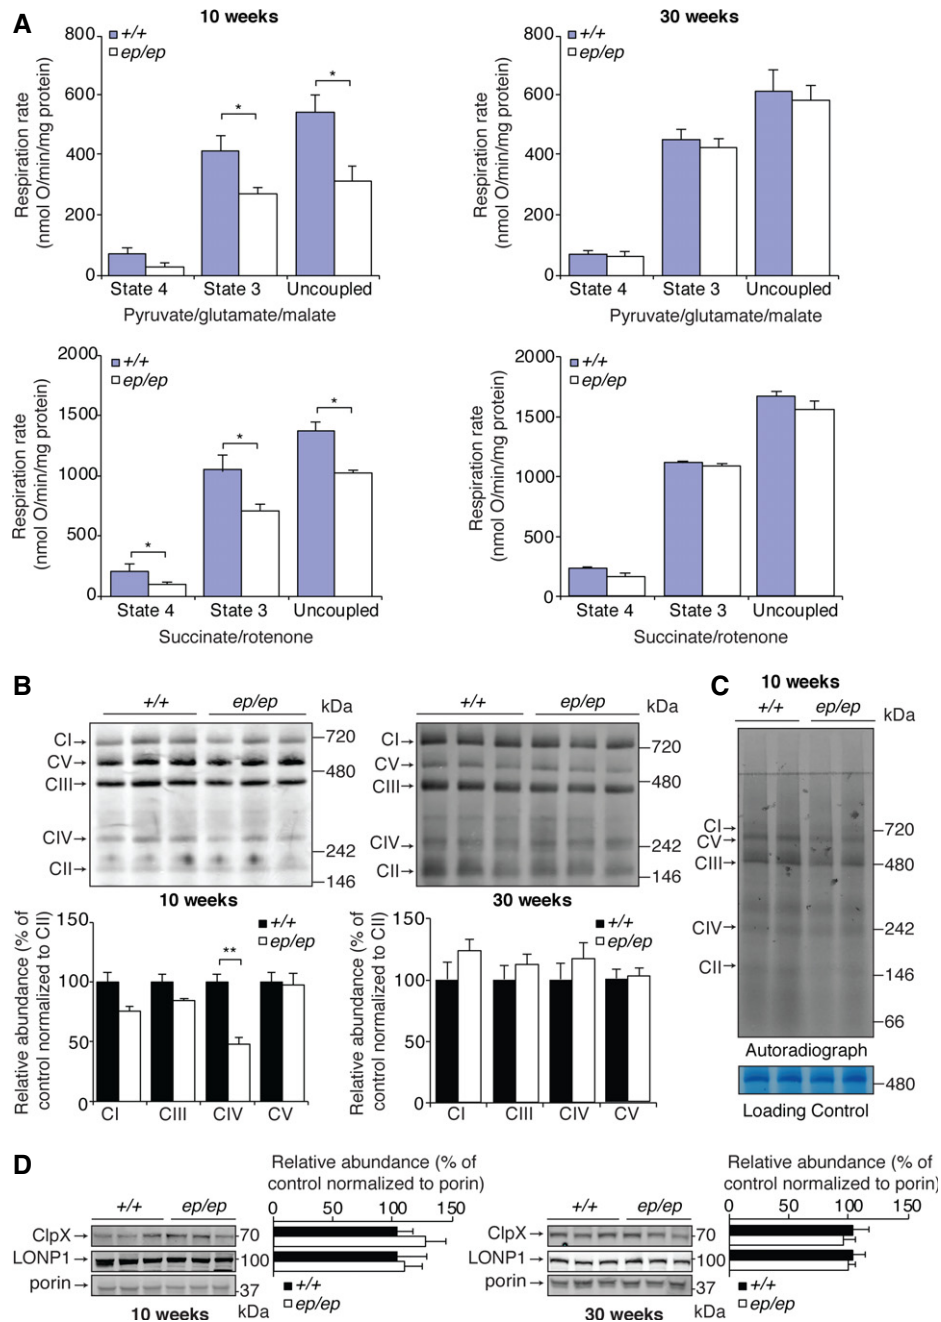 A
10 weeks
30 weeks
+/+
ep/ep
Respiration rate
(nmol O/min/mg protein)
800
600
400
200
0
*
*
State 4 State 3 Uncoupled
Pyruvate/glutamate/malate
+/+
ep/ep
Respiration rate
(nmol O/min/mg protein)
800
600
400
200
0
State 4 State 3 Uncoupled
Pyruvate/glutamate/malate
+/+
ep/ep
Respiration rate
(nmol O/min/mg protein)
2000
1500
1000
500
0
*
*
*
State 4 State 3 Uncoupled
Succinate/rotenone
+/+
ep/ep
Respiration rate
(nmol O/min/mg protein)
2000
1500
1000
500
0
State 4 State 3 Uncoupled
Succinate/rotenone
B
+/+ ep/ep kDa
CI
CV
CIII
CIV
CII
720
480
242
146
10 weeks
+/+ ep/ep kDa
CI
CV
CIII
CIV
CII
720
480
242
146
30 weeks
Relative abundance (% of
control normalized to CII)
150
100
50
0
+/+
ep/ep
**
CI CIII CIV CV
Relative abundance (% of
control normalized to CII)
150
100
50
0
+/+
ep/ep
CI CIII CIV CV
C
10 weeks
+/+ ep/ep kDa
CI
CV
CIII
CIV
CII
720
480
242
146
66
Autoradiograph
480
Loading Control
D
+/+ ep/ep
ClpX 70
LONP1 100
porin 37
10 weeks kDa
Relative abundance (% of
control normalized to porin)
0 50 100 150
+/+
ep/ep
+/+ ep/ep
ClpX 70
LONP1 100
porin 37
30 weeks kDa
Relative abundance (% of
control normalized to porin)
0 50 100 150
+/+
ep/ep